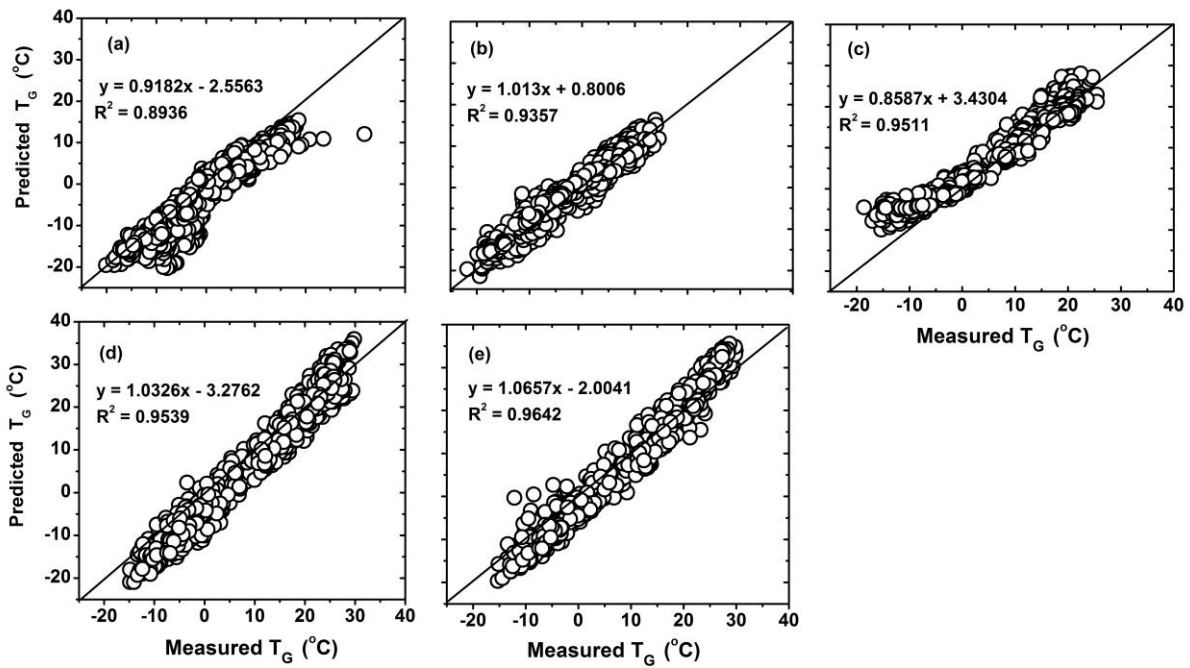 40
30
20
10
0
-10
-20
Predicted T_G (°C)
(a)
y = 0.9182x - 2.5563
R² = 0.8936
(b)
y = 1.013x + 0.8006
R² = 0.9357
(c)
y = 0.8587x + 3.4304
R² = 0.9511
-20 -10 0 10 20 30 40
Measured T_G (°C)
40
30
20
10
0
-10
-20
Predicted T_G (°C)
(d)
y = 1.0326x - 3.2762
R² = 0.9539
-20 -10 0 10 20 30 40
Measured T_G (°C)
(e)
y = 1.0657x - 2.0041
R² = 0.9642
-20 -10 0 10 20 30 40
Measured T_G (°C)